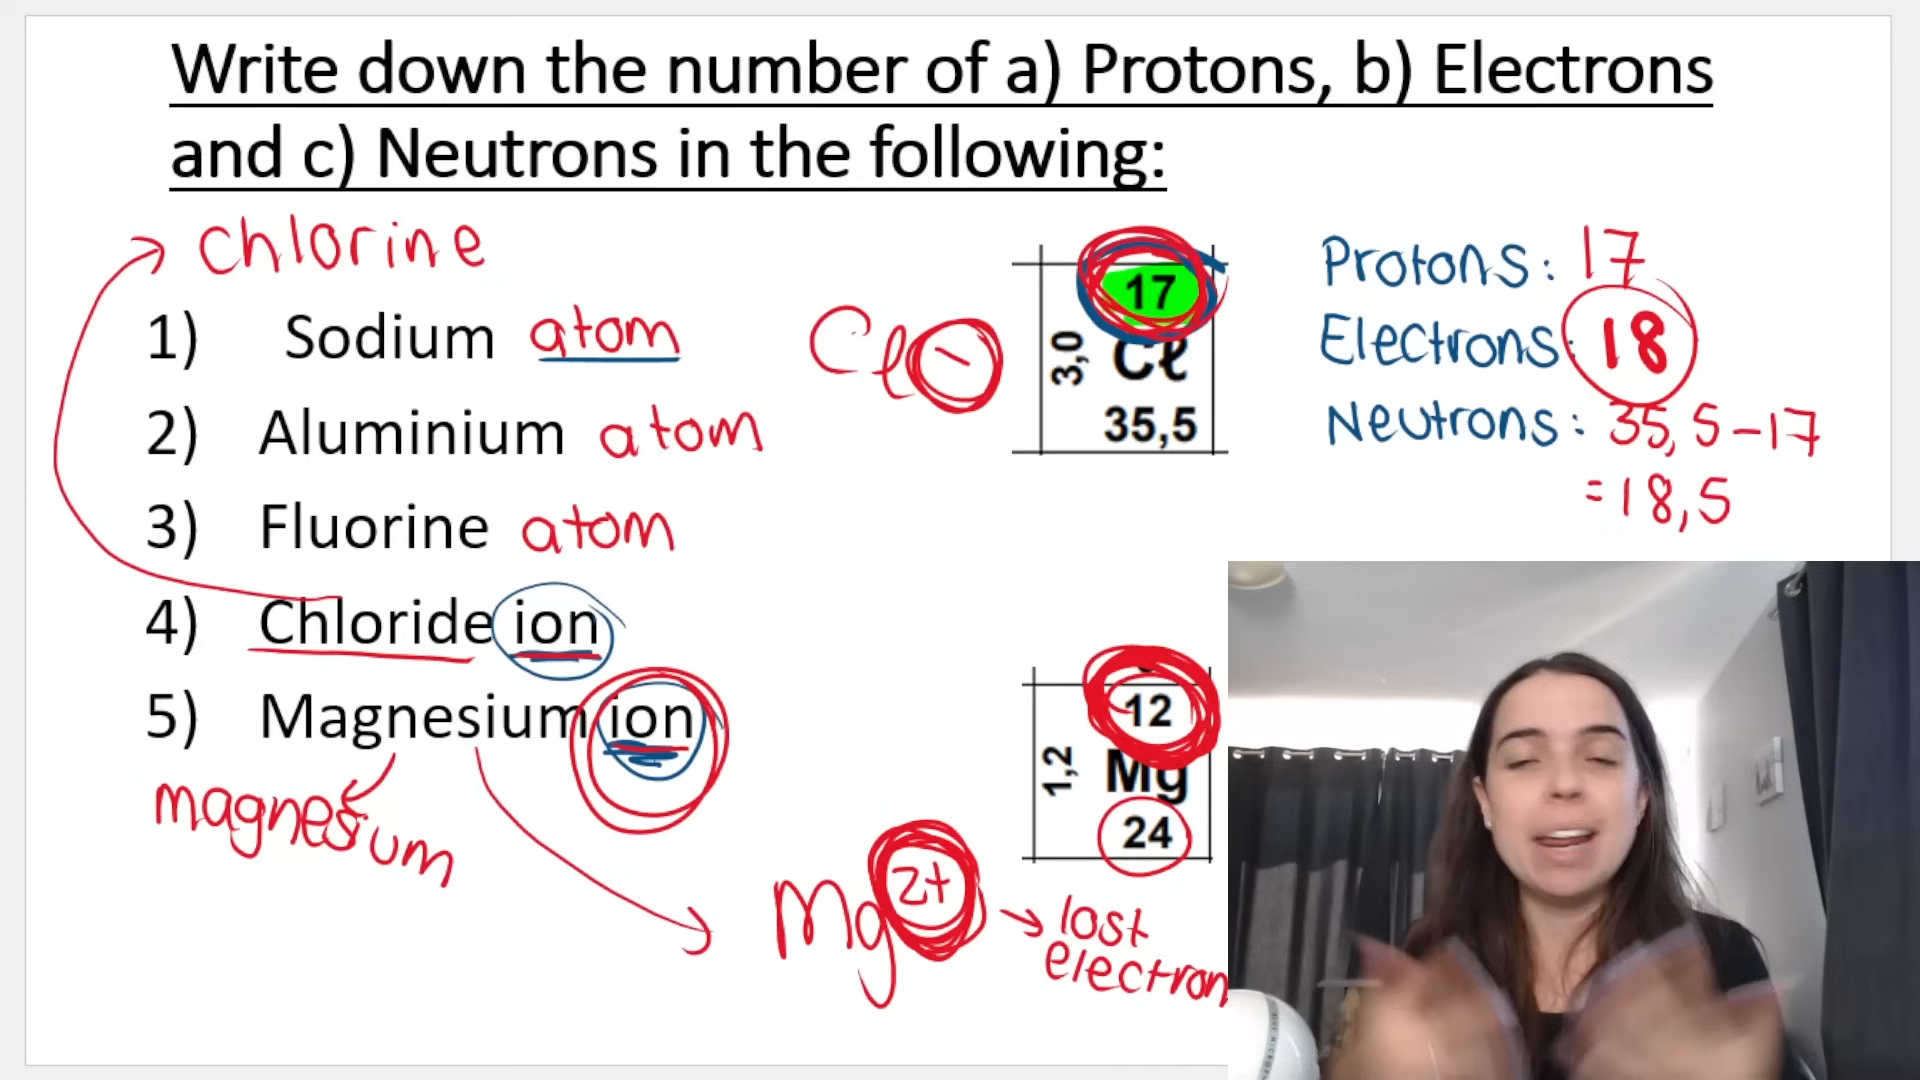 Write down the number of a) Protons, b) Electrons
and c) Neutrons in the following:
chlorine
1) Sodium atom
2) Aluminium atom
3) Fluorine atom
4) Chloride ion
5) Magnesium ion
magnesium
Cl-
17
3,0
Cℓ
35,5
Protons: 17
Electrons: 18
Neutrons: 35,5-17
=18,5
12
1,2
Mg
24
Mg2+
lost
electron